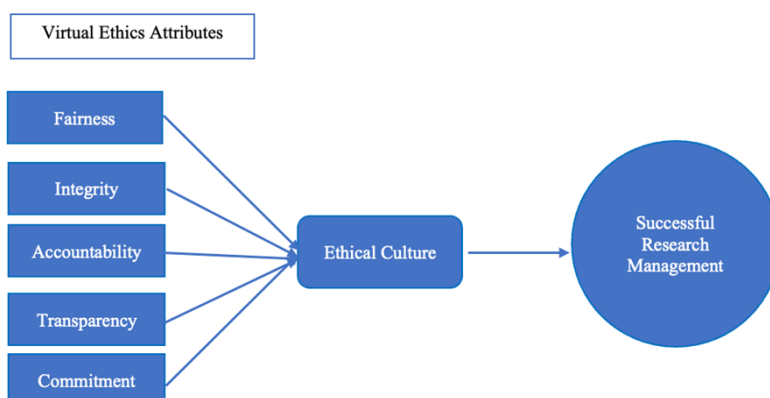 Virtual Ethics Attributes
Fairness
Integrity
Accountability
Transparency
Commitment
Ethical Culture
Successful
Research
Management